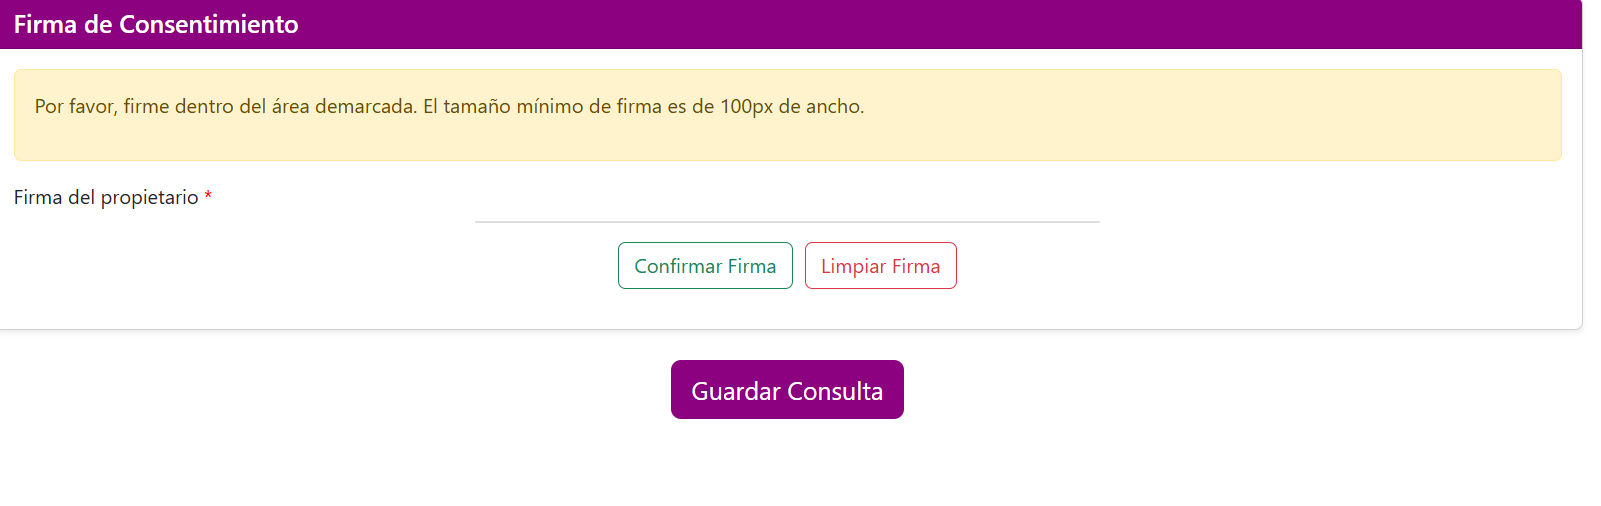 Firma de Consentimiento
Por favor, firme dentro del área demarcada. El tamaño mínimo de firma es de 100px de ancho.
Firma del propietario *
Confirmar Firma
Limpiar Firma
Guardar Consulta